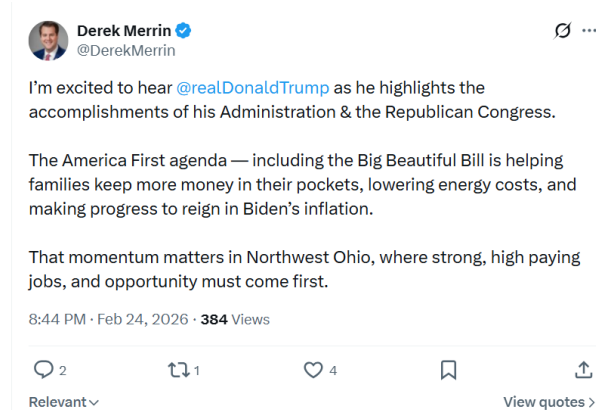 Derek Merrin
@DerekMerrin
I’m excited to hear @realDonaldTrump as he highlights the
accomplishments of his Administration & the Republican Congress.
The America First agenda — including the Big Beautiful Bill is helping
families keep more money in their pockets, lowering energy costs, and
making progress to reign in Biden’s inflation.
That momentum matters in Northwest Ohio, where strong, high paying
jobs, and opportunity must come first.
8:44 PM · Feb 24, 2026 · 384 Views
2 1 4
Relevant View quotes